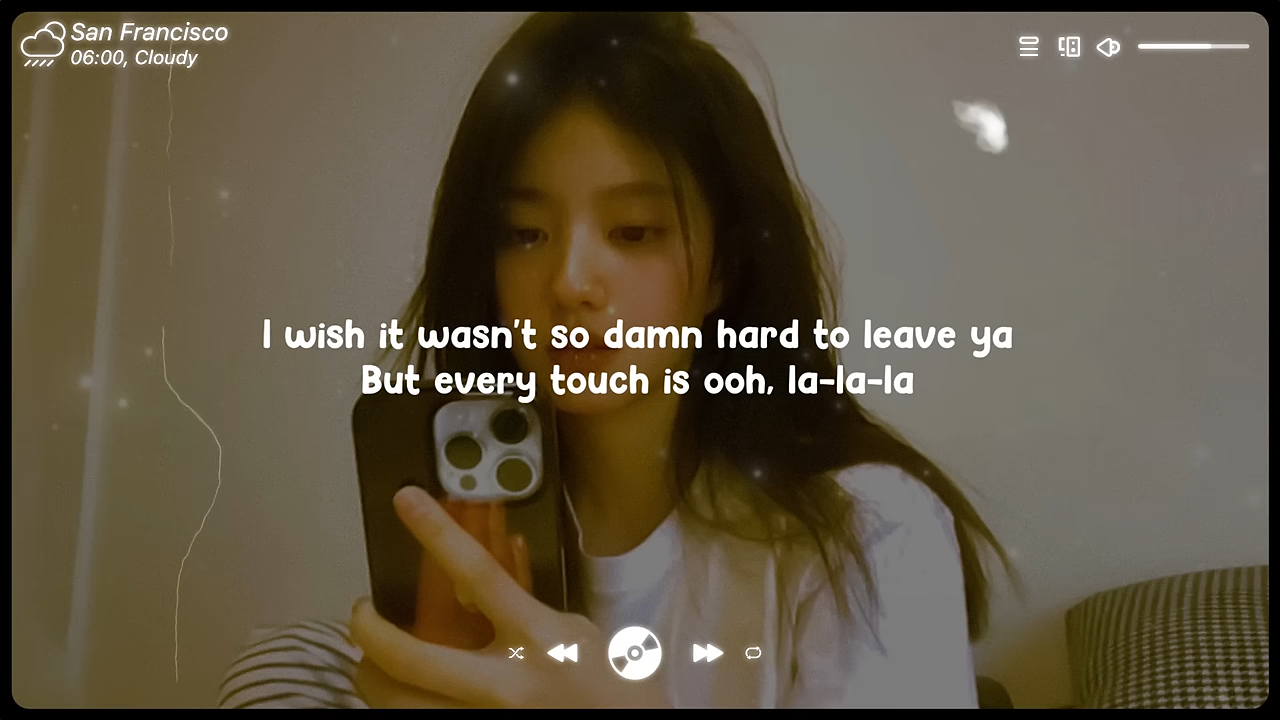 San Francisco
06:00, Cloudy
I wish it wasn't so damn hard to leave ya
But every touch is ooh, la-la-la